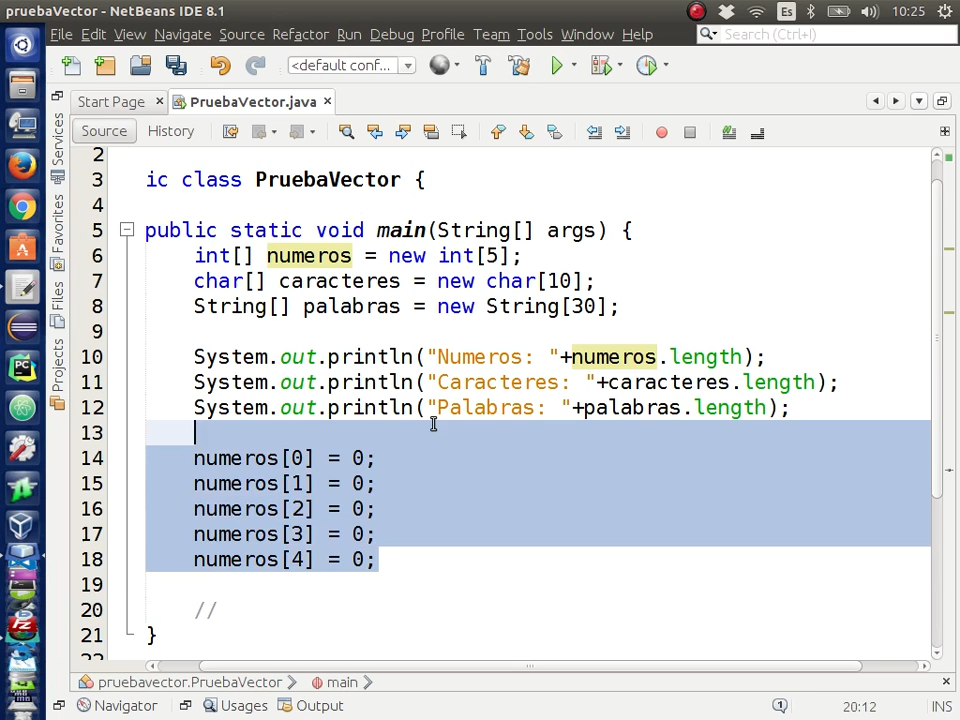 pruebaVector - NetBeans IDE 8.1
Es
10:25
File Edit View Navigate Source Refactor Run Debug Profile Team Tools Window Help
Search (Ctrl+I)
<default conf...
Start Page
PruebaVector.java
Source
History
Services
Favorites
Files
Projects
2
3 ic class PruebaVector {
4
5 public static void main(String[] args) {
6 int[] numeros = new int[5];
7 char[] caracteres = new char[10];
8 String[] palabras = new String[30];
9
10 System.out.println("Numeros: "+numeros.length);
11 System.out.println("Caracteres: "+caracteres.length);
12 System.out.println("Palabras: "+palabras.length);
13
14 numeros[0] = 0;
15 numeros[1] = 0;
16 numeros[2] = 0;
17 numeros[3] = 0;
18 numeros[4] = 0;
19
20 //
21 }
pruebavector.PruebaVector
main
Navigator
Usages
Output
1
20:12
INS